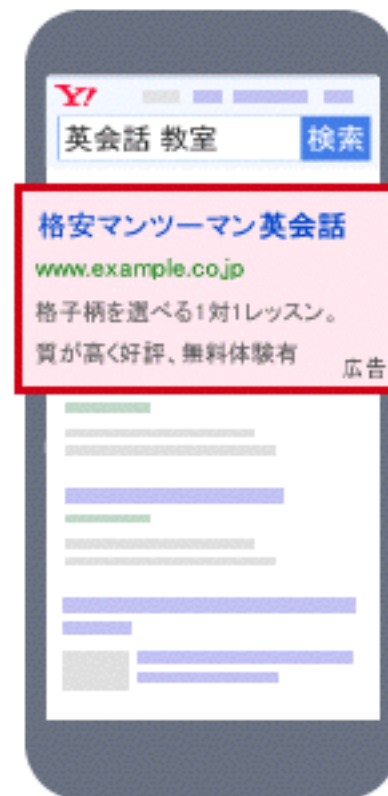 Y!
英会話 教室
検索
格安マンツーマン英会話
www.example.co.jp
格子柄を選べる1対1レッスン。
質が高く好評、無料体験有
広告